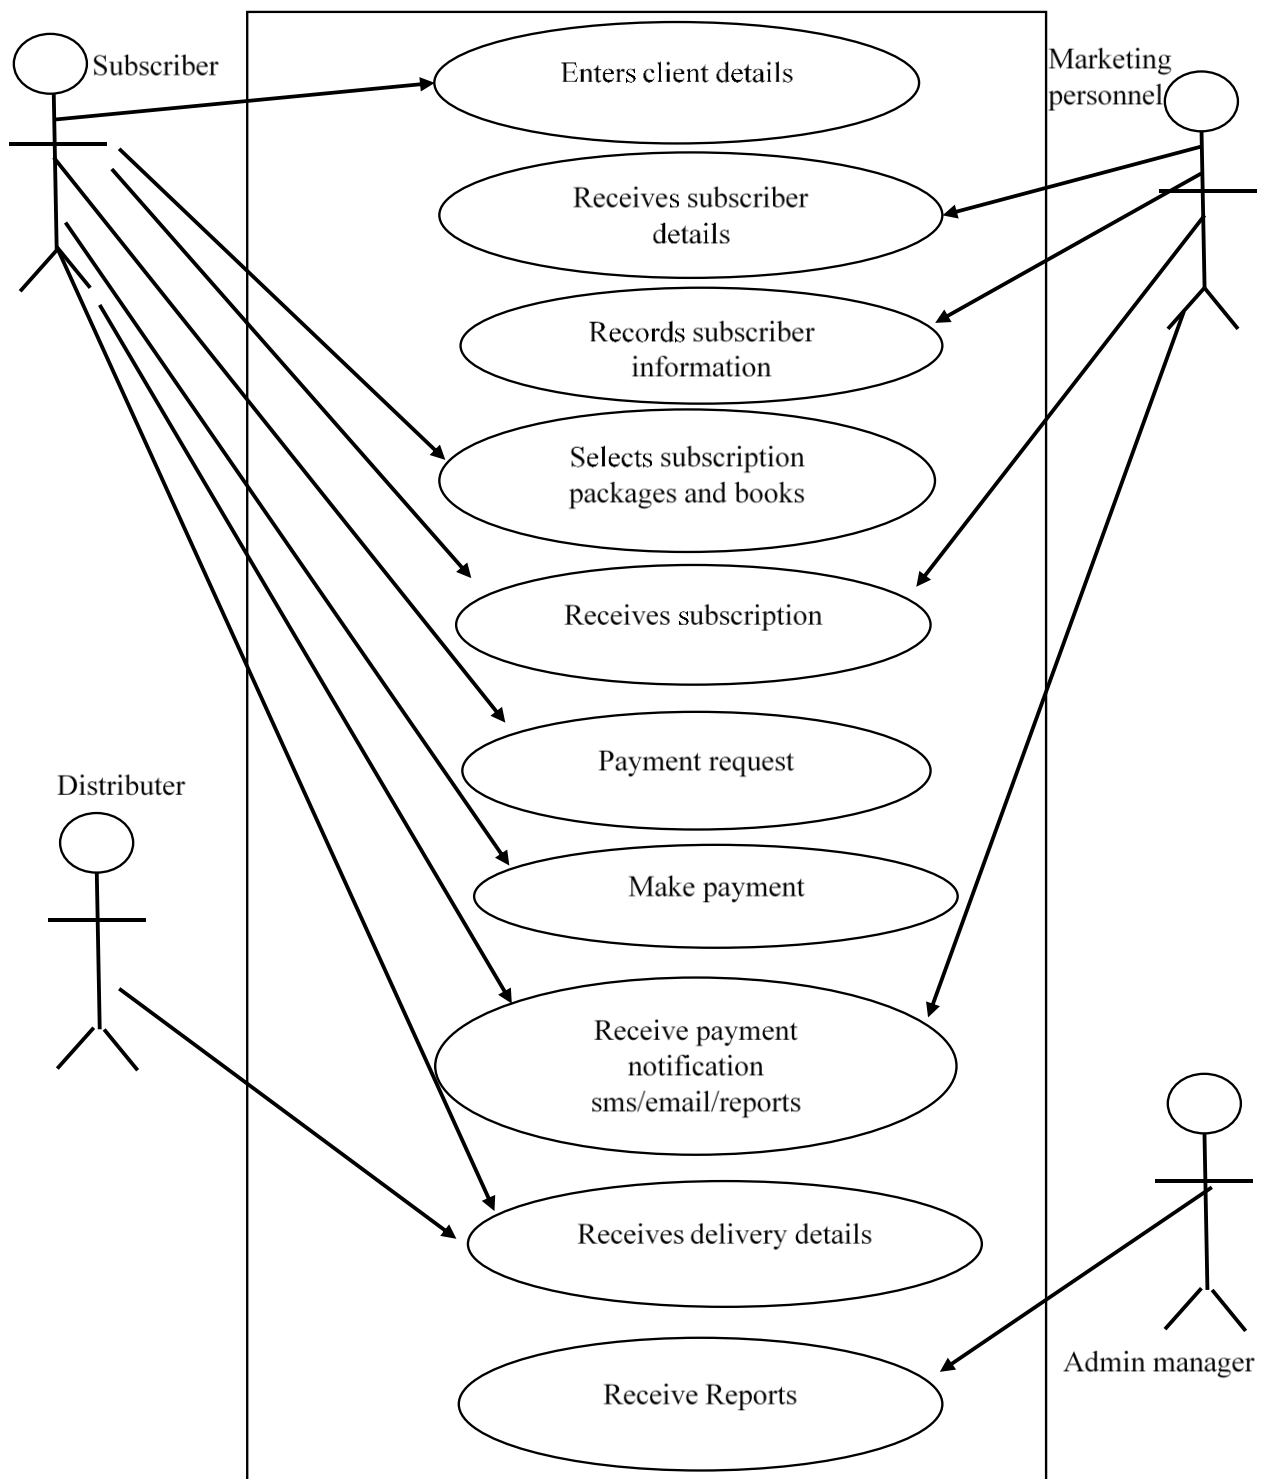 Subscriber
Marketing
personnel
Enters client details
Receives subscriber
details
Records subscriber
information
Selects subscription
packages and books
Receives subscription
Payment request
Distributer
Make payment
Receive payment
notification
sms/email/reports
Receives delivery details
Admin manager
Receive Reports